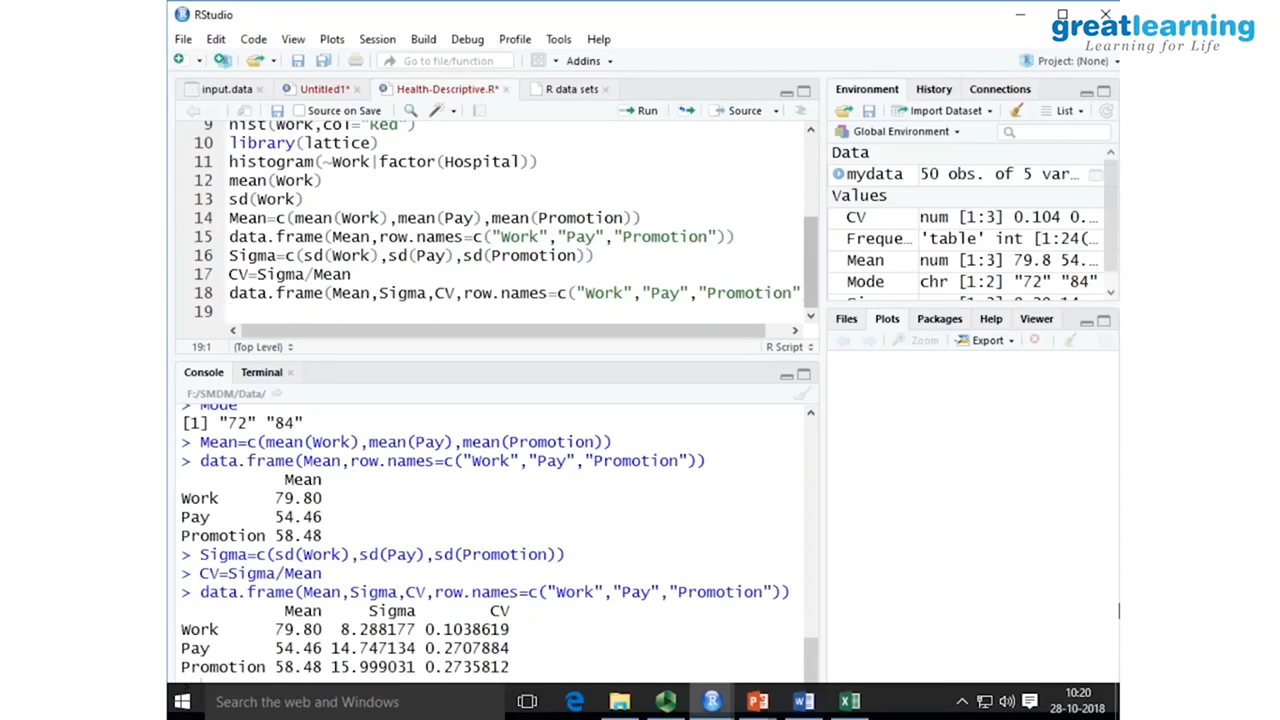 RStudio
greatlearning
Learning for Life
File Edit Code View Plots Session Build Debug Profile Tools Help
Go to file/function Addins Project: (None)
input.data Untitled1* Health-Descriptive.R* R data sets
Source on Save Run Source
9 hist(Work,col="Red")
10 library(lattice)
11 histogram(~Work|factor(Hospital))
12 mean(Work)
13 sd(Work)
14 Mean=c(mean(Work),mean(Pay),mean(Promotion))
15 data.frame(Mean,row.names=c("Work","Pay","Promotion"))
16 Sigma=c(sd(Work),sd(Pay),sd(Promotion))
17 CV=Sigma/Mean
18 data.frame(Mean,Sigma,CV,row.names=c("Work","Pay","Promotion"
19
19:1 (Top Level) R Script
Console Terminal
F:/SMDM/Data/
> Mode
[1] "72" "84"
> Mean=c(mean(Work),mean(Pay),mean(Promotion))
> data.frame(Mean,row.names=c("Work","Pay","Promotion"))
Mean
Work 79.80
Pay 54.46
Promotion 58.48
> Sigma=c(sd(Work),sd(Pay),sd(Promotion))
> CV=Sigma/Mean
> data.frame(Mean,Sigma,CV,row.names=c("Work","Pay","Promotion"))
Mean Sigma CV
Work 79.80 8.288177 0.1038619
Pay 54.46 14.747134 0.2707884
Promotion 58.48 15.999031 0.2735812
Environment History Connections
Import Dataset List
Global Environment
Data
mydata 50 obs. of 5 var...
Values
CV num [1:3] 0.104 0...
Freque... 'table' int [1:24(...
Mean num [1:3] 79.8 54...
Mode chr [1:2] "72" "84"
Files Plots Packages Help Viewer
Zoom Export
Search the web and Windows
10:20
28-10-2018